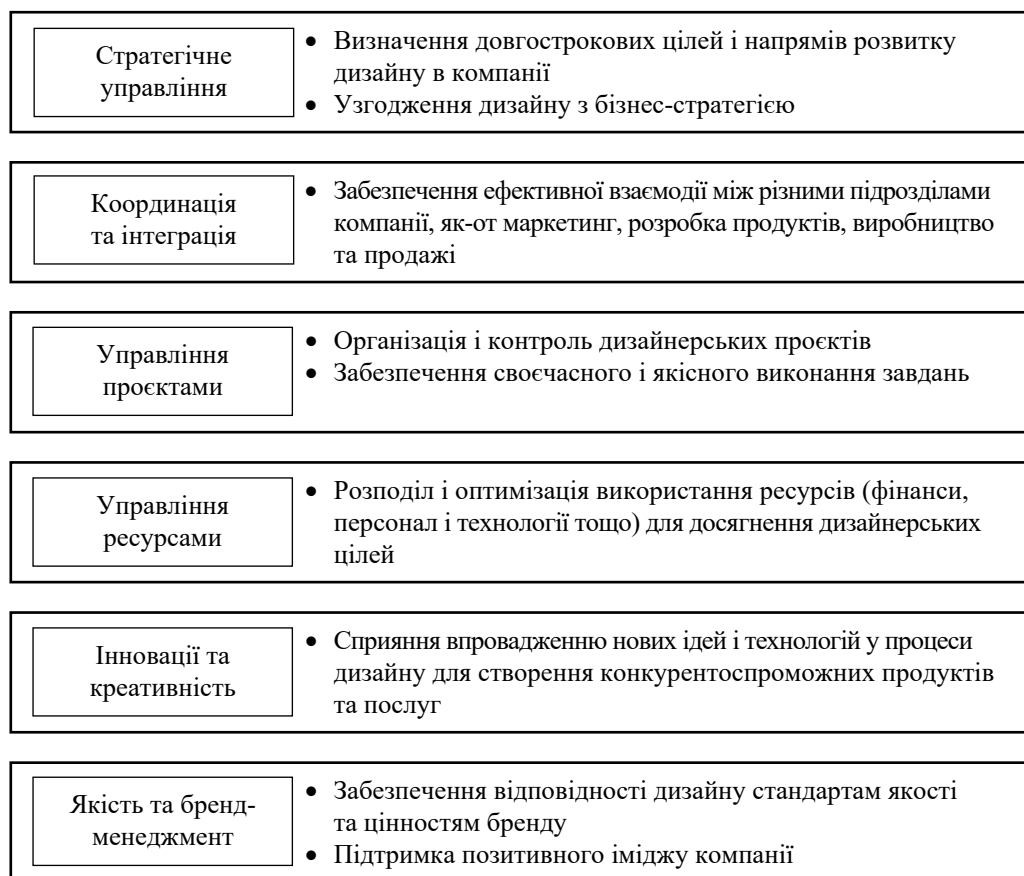 Стратегічне
управління
• Визначення довгострокових цілей і напрямів розвитку
дизайну в компанії
• Узгодження дизайну з бізнес-стратегією
Координація
та інтеграція
• Забезпечення ефективної взаємодії між різними підрозділами
компанії, як-от маркетинг, розробка продуктів, виробництво
та продажі
Управління
проєктами
• Організація і контроль дизайнерських проєктів
• Забезпечення своєчасного і якісного виконання завдань
Управління
ресурсами
• Розподіл і оптимізація використання ресурсів (фінанси,
персонал і технології тощо) для досягнення дизайнерських
цілей
Інновації та
креативність
• Сприяння впровадженню нових ідей і технологій у процеси
дизайну для створення конкурентоспроможних продуктів
та послуг
Якість та бренд-
менеджмент
• Забезпечення відповідності дизайну стандартам якості
та цінностям бренду
• Підтримка позитивного іміджу компанії